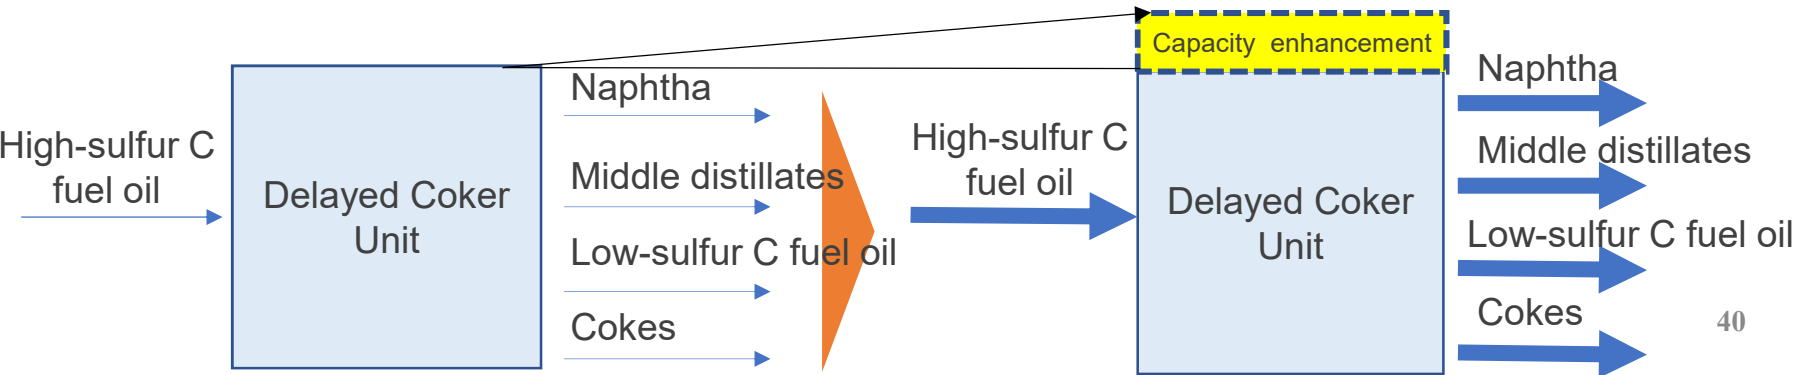 High-sulfur C
fuel oil
Delayed Coker
Unit
Naphtha
Middle distillates
Low-sulfur C fuel oil
Cokes
High-sulfur C
fuel oil
Capacity enhancement
Delayed Coker
Unit
Naphtha
Middle distillates
Low-sulfur C fuel oil
Cokes
40